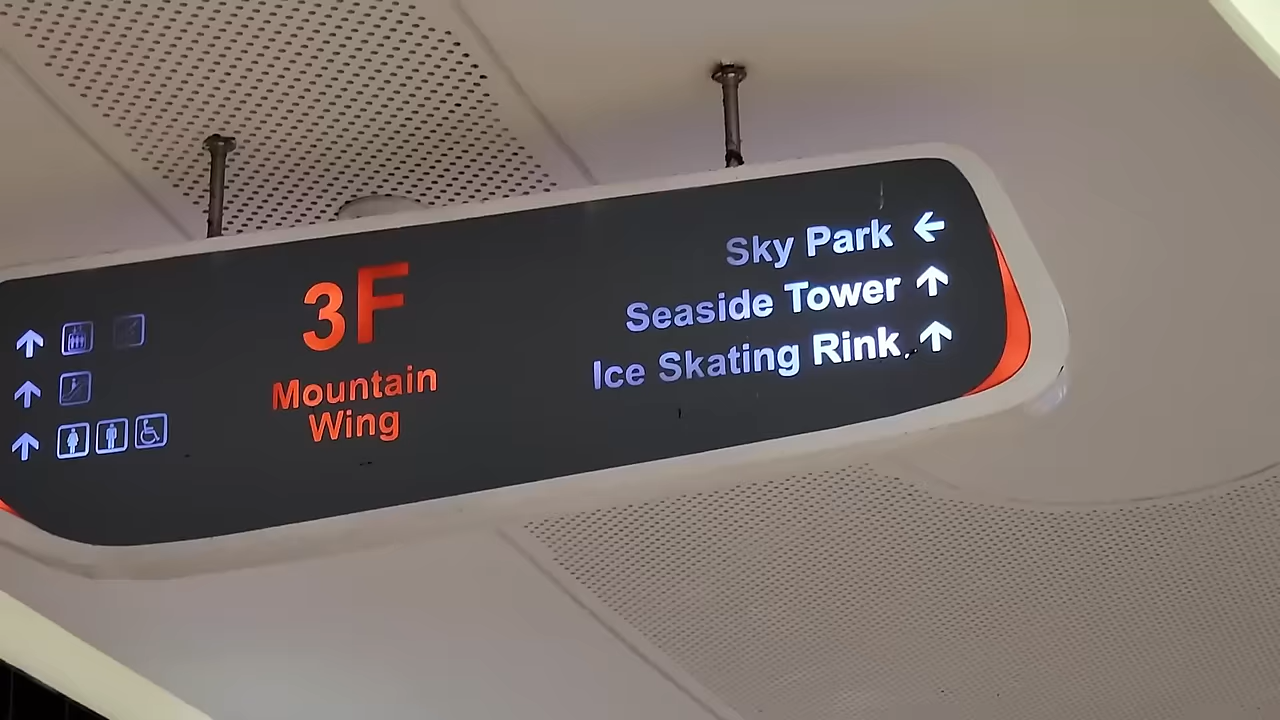 3F
Mountain
Wing
Sky Park ←
Seaside Tower ↑
Ice Skating Rink ↑